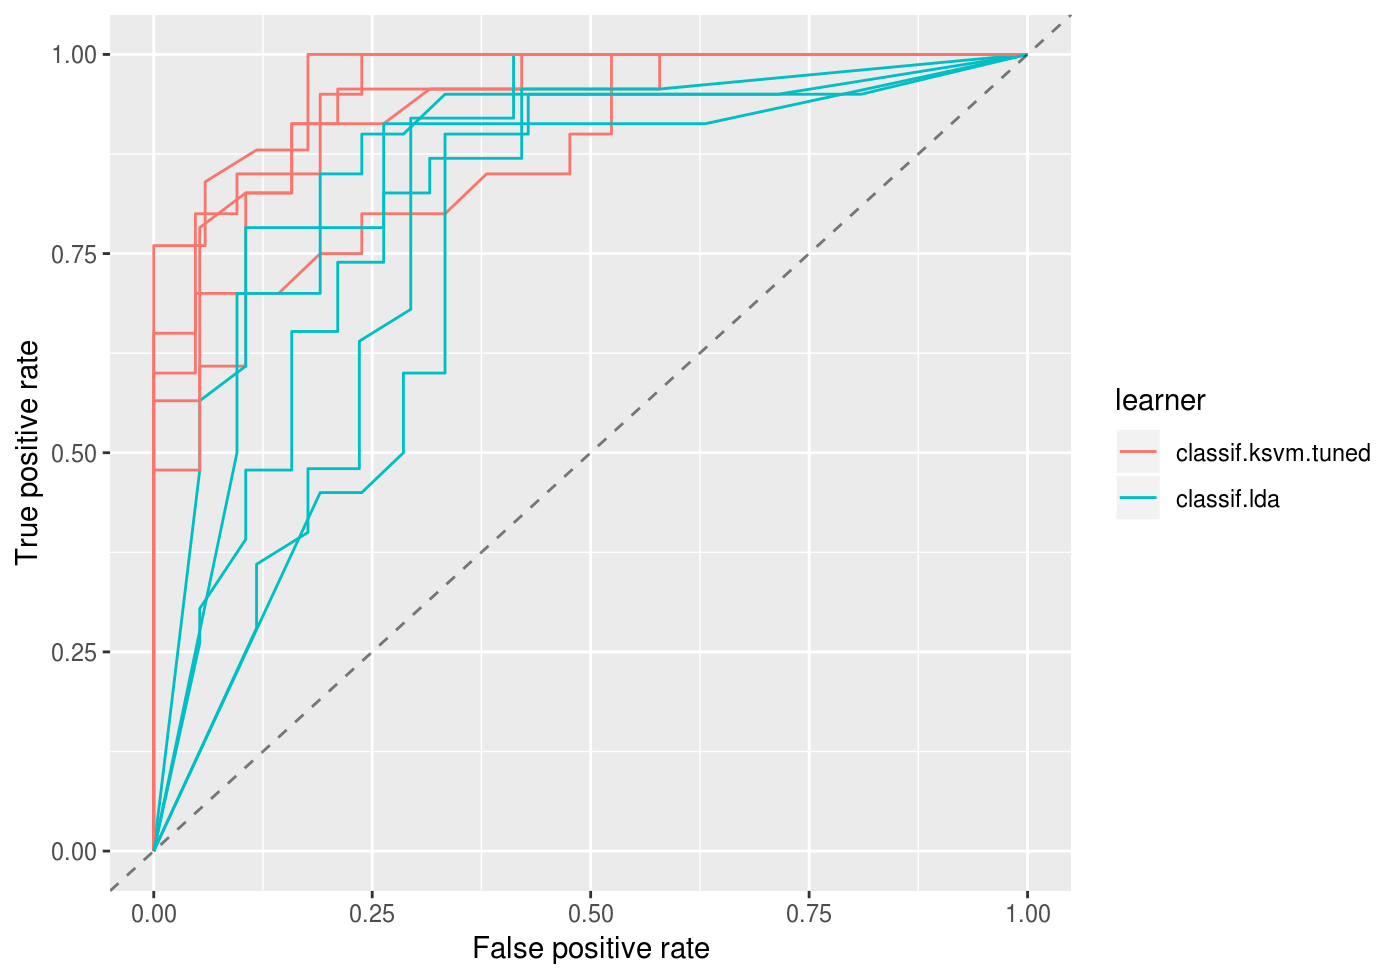 1.00
0.75
0.50
0.25
0.00
True positive rate
0.00 0.25 0.50 0.75 1.00
False positive rate
learner
classif.ksvm.tuned
classif.lda